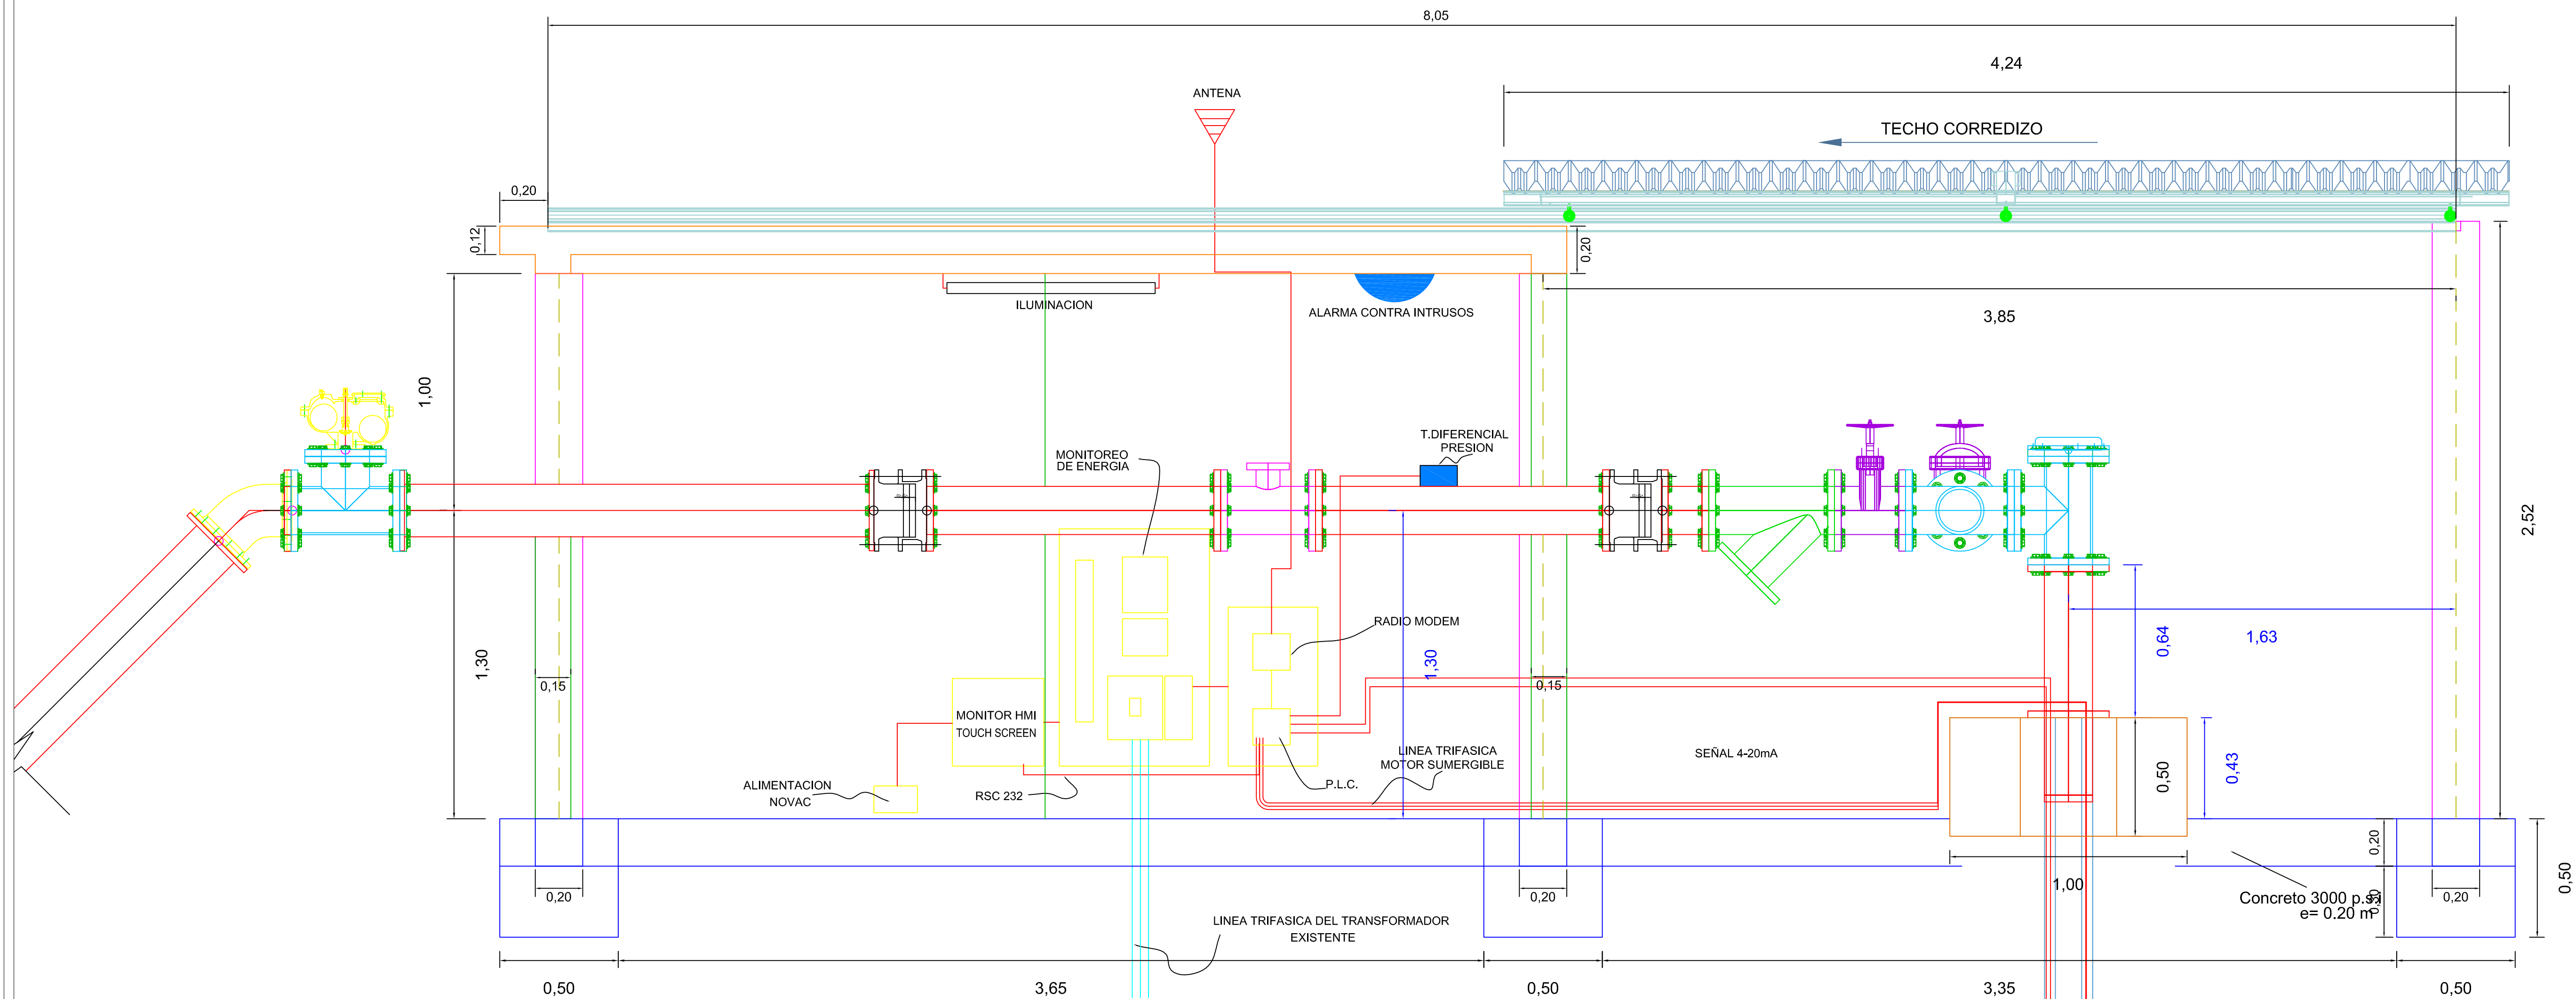 8,05
4,24
ANTENA
TECHO CORREDIZO
0,20
0,12
0,20
ILUMINACION
ALARMA CONTRA INTRUSOS
3,85
1,00
T.DIFERENCIAL
PRESION
MONITOREO
DE ENERGIA
2,52
RADIO MODEM
0,64
1,63
1,30
1,30
0,15
0,15
MONITOR HMI
TOUCH SCREEN
LINEA TRIFASICA
MOTOR SUMERGIBLE
SEÑAL 4-20mA
0,50
0,43
ALIMENTACION
NOVAC
RSC 232
P.L.C.
0,20
0,50
1,00
0,20
0,20
0,20
Concreto 3000 p.s.i
e= 0.20 m
0,30
LINEA TRIFASICA DEL TRANSFORMADOR
EXISTENTE
0,50
3,65
0,50
3,35
0,50